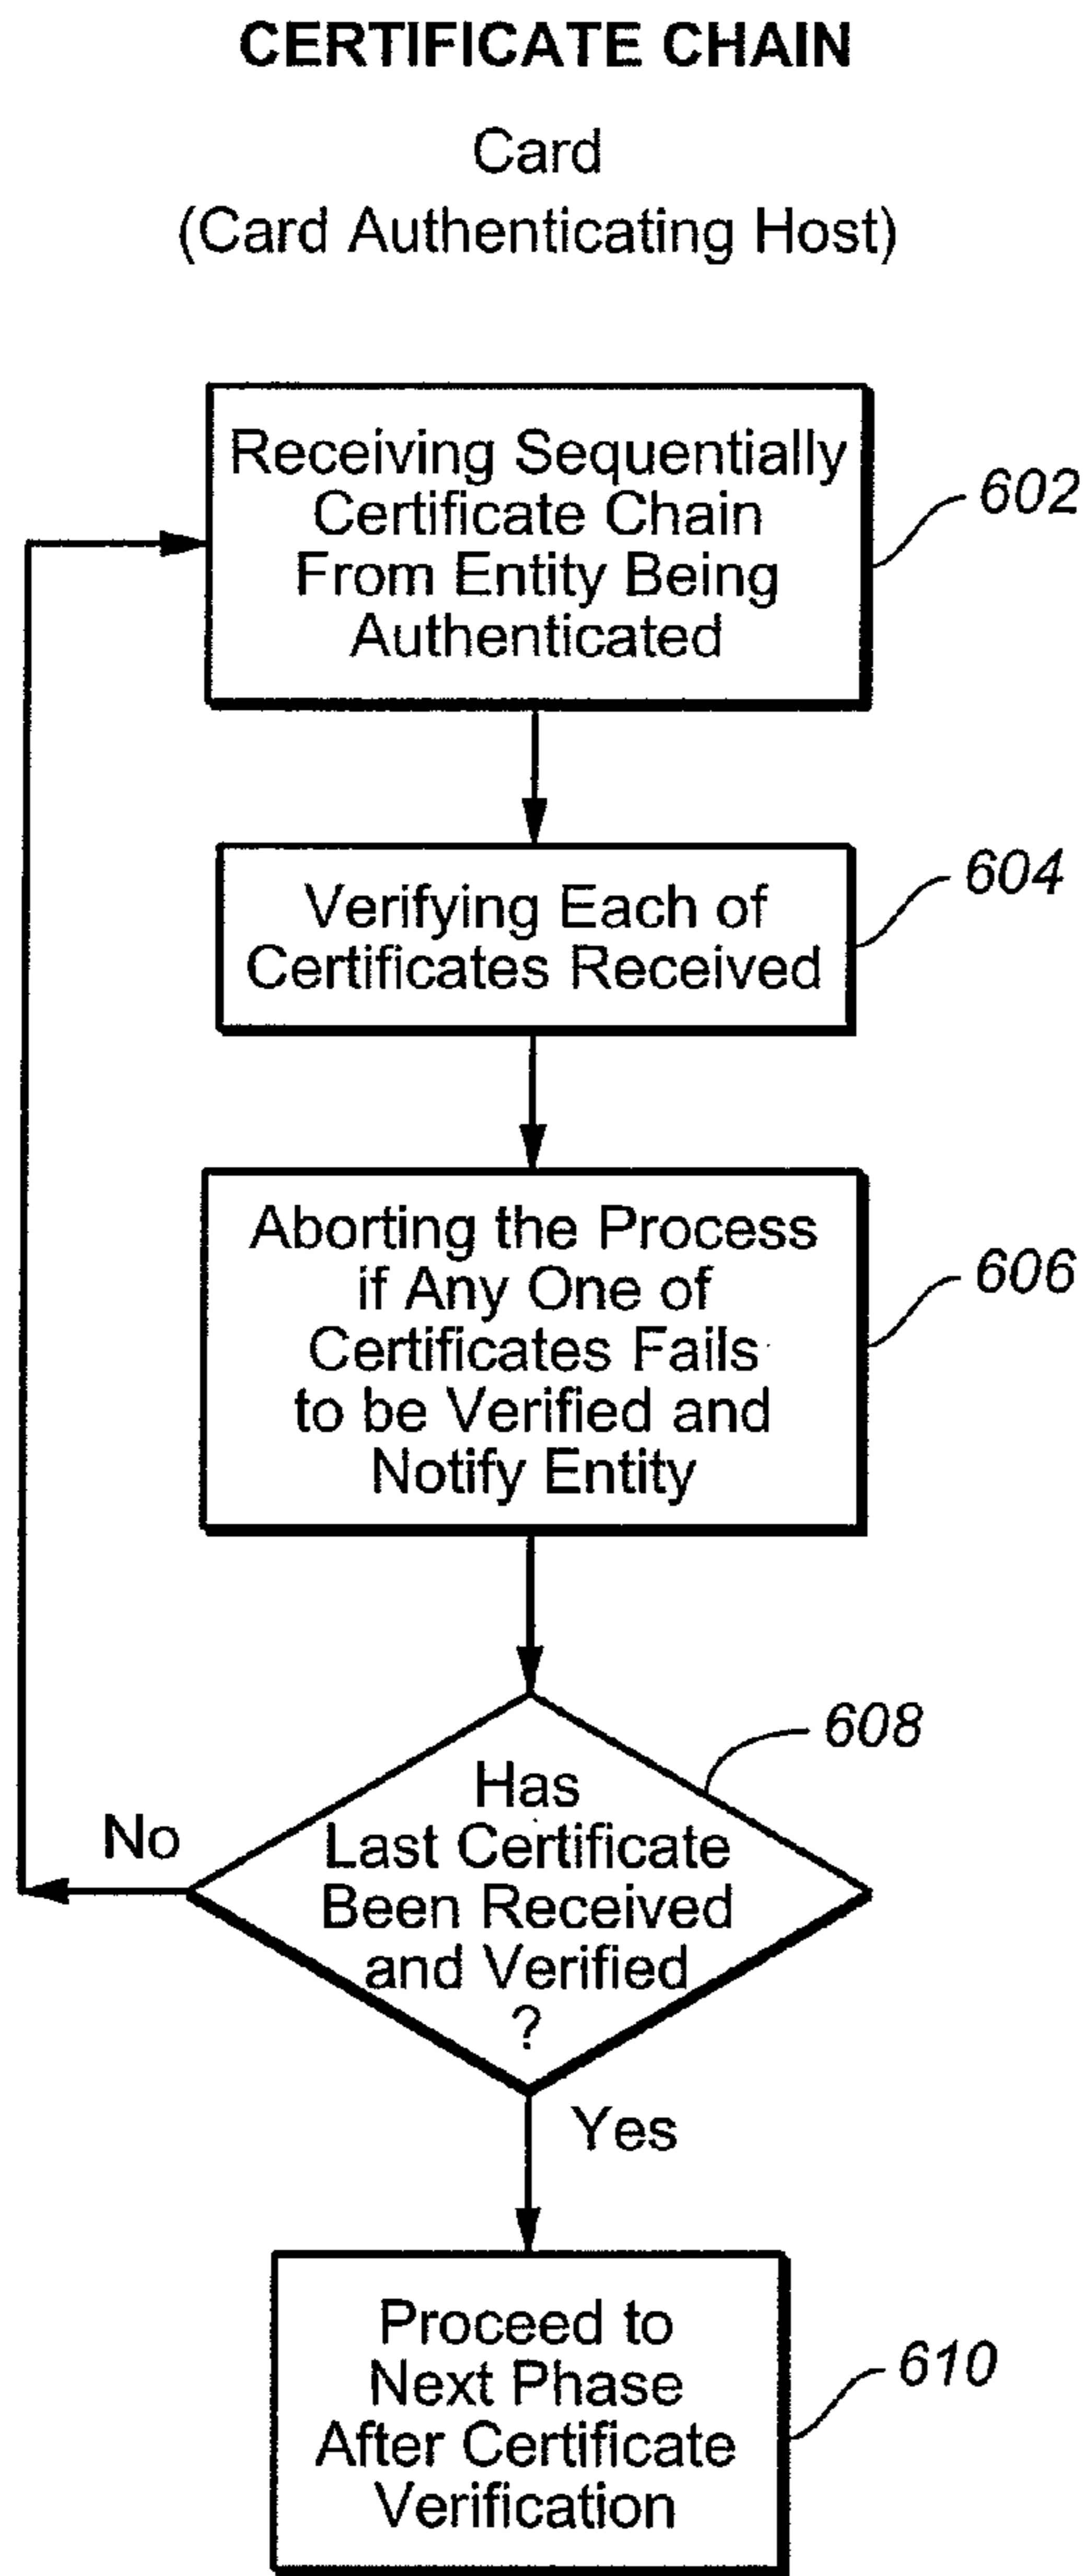 CERTIFICATE CHAIN
Card
(Card Authenticating Host)
Receiving Sequentially
Certificate Chain
From Entity Being
Authenticated
602
Verifying Each of
Certificates Received
604
Aborting the Process
if Any One of
Certificates Fails
to be Verified and
Notify Entity
606
608
Has
Last Certificate
Been Received
and Verified
?
No
Yes
Proceed to
Next Phase
After Certificate
Verification
610